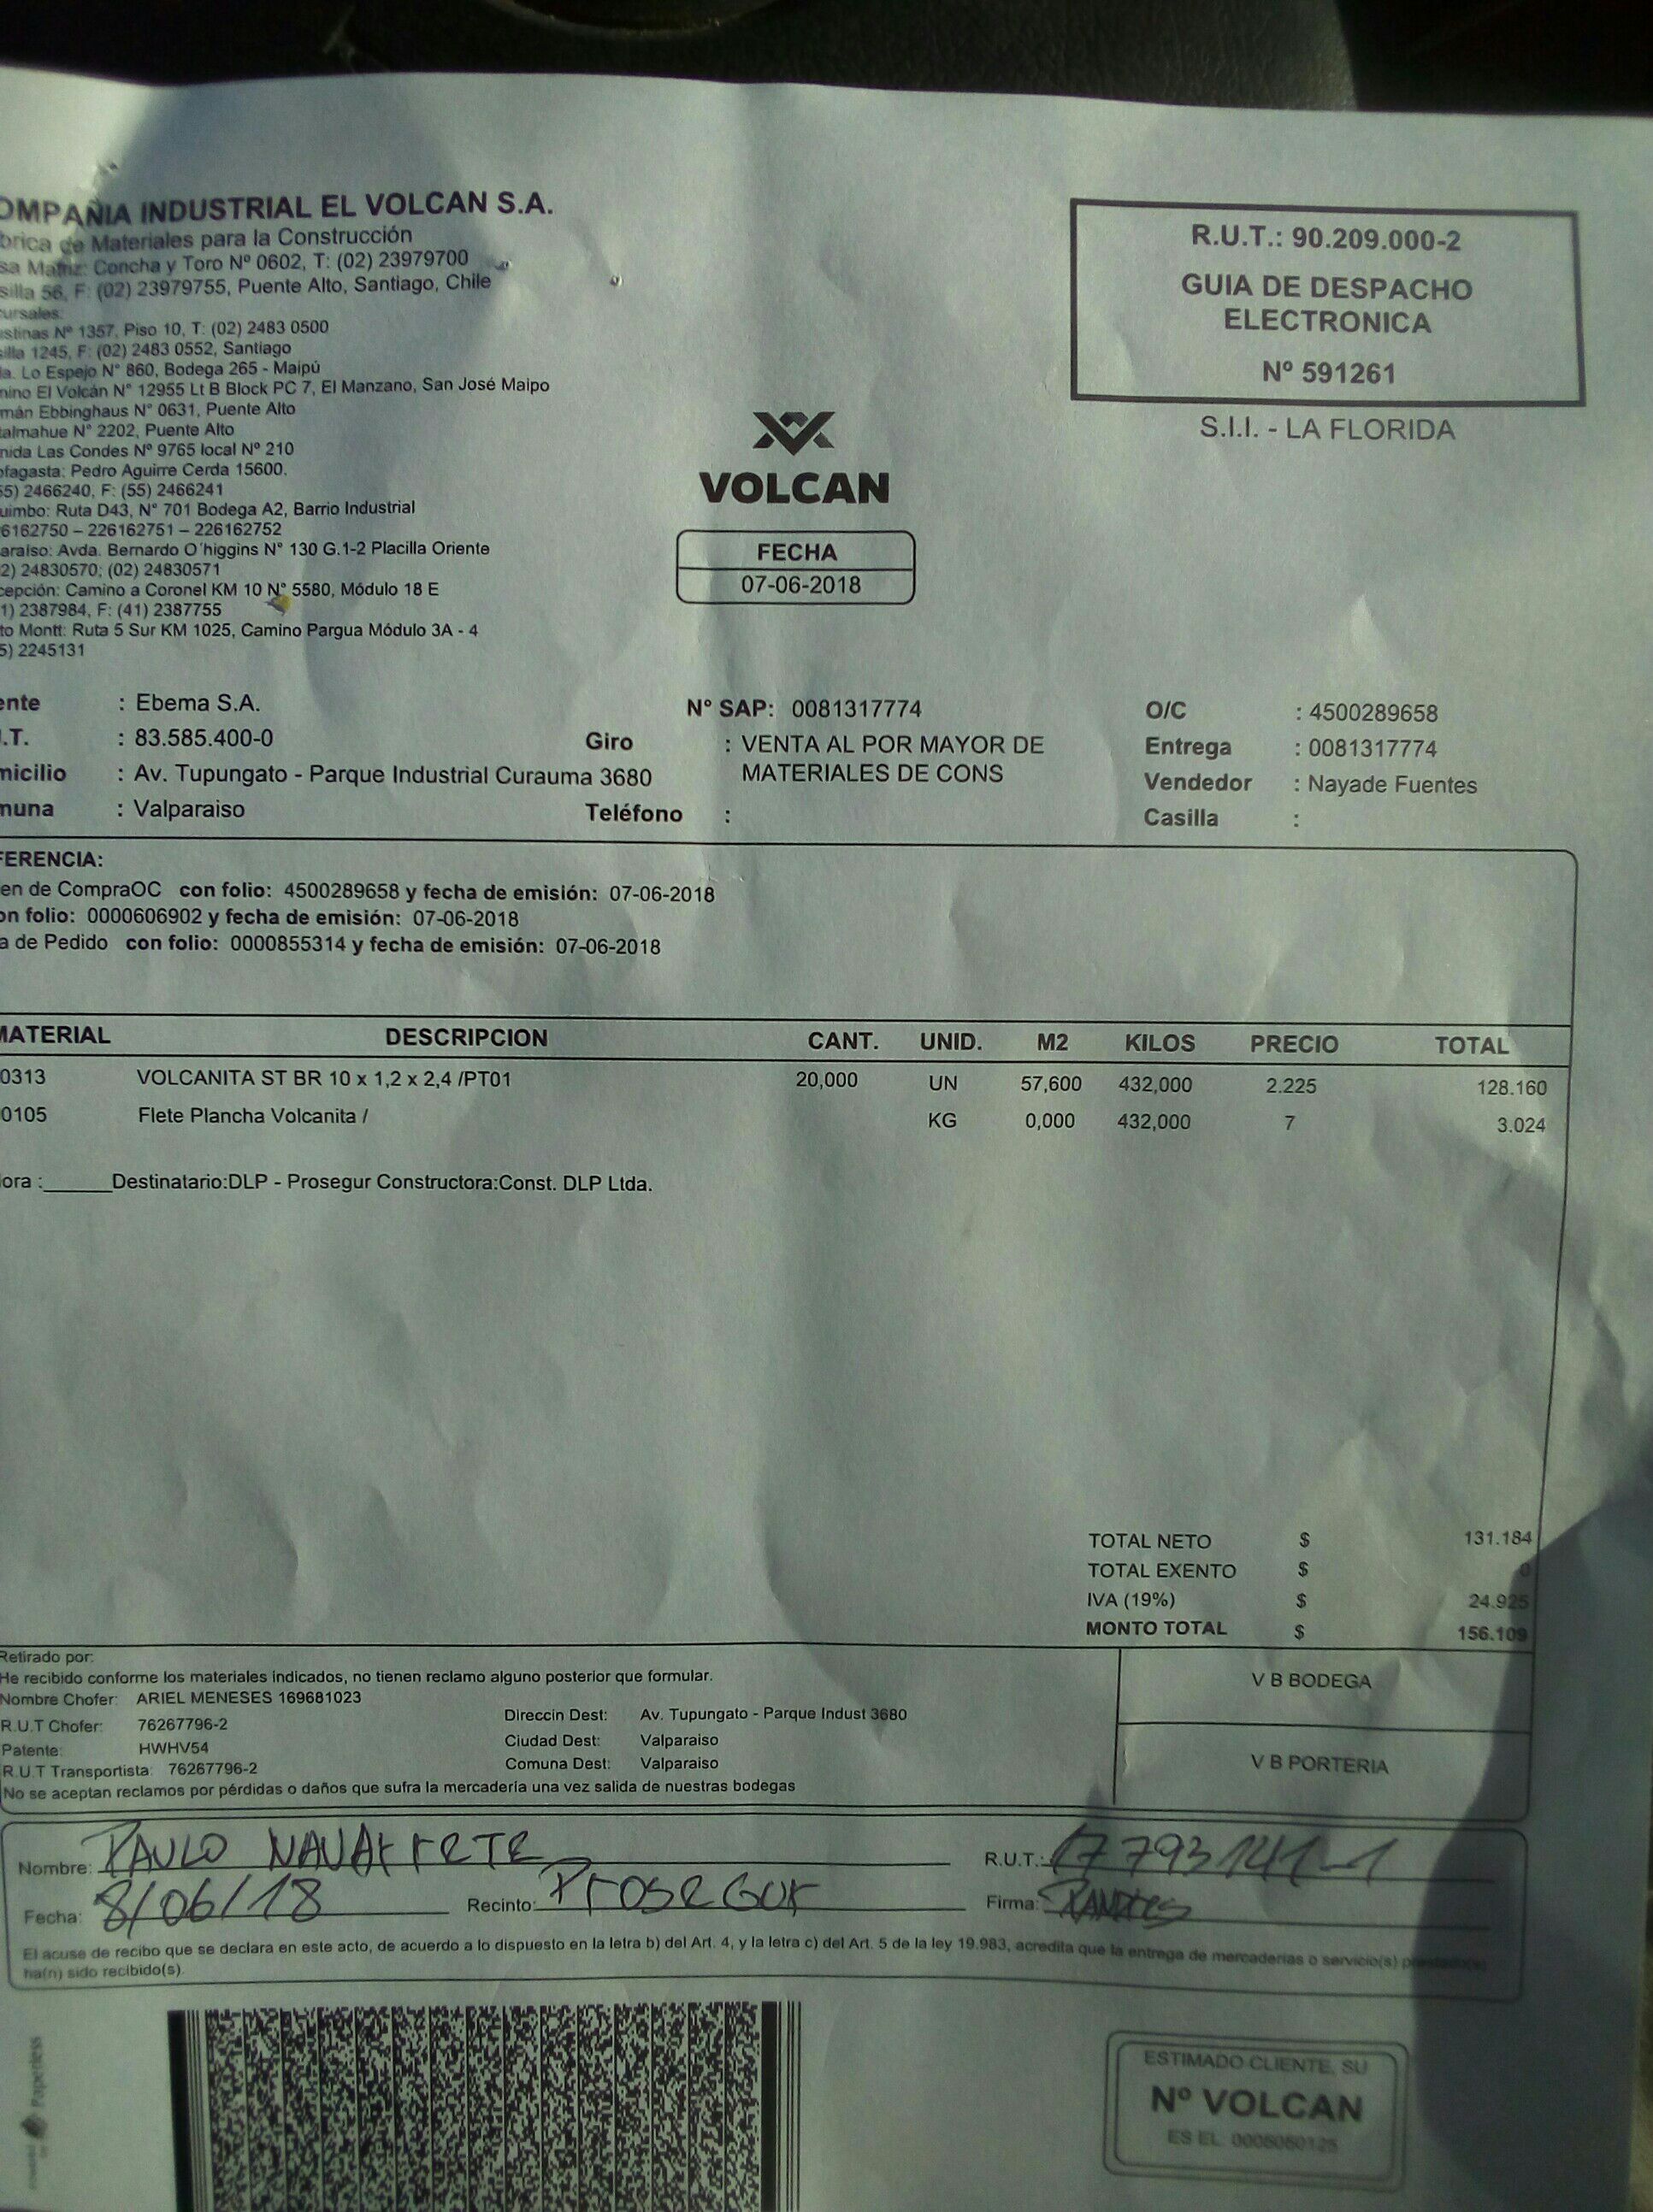 OMPAÑIA INDUSTRIAL EL VOLCAN S.A.
brica de Materiales para la Construcción
sa Matriz: Concha y Toro Nº 0602, T: (02) 23979700
silla 56, F: (02) 23979755, Puente Alto, Santiago, Chile
cursales:
ustinas Nº 1357, Piso 10, T: (02) 2483 0500
silla 1245, F: (02) 2483 0552, Santiago
da. Lo Espejo N° 860, Bodega 265 - Maipú
mino El Volcán N° 12955 Lt B Block PC 7, El Manzano, San José Maipo
mán Ebbinghaus N° 0631, Puente Alto
talmahue N° 2202, Puente Alto
nida Las Condes Nº 9765 local Nº 210
ofagasta: Pedro Aguirre Cerda 15600.
55) 2466240, F: (55) 2466241
uimbo: Ruta D43, N° 701 Bodega A2, Barrio Industrial
26162750 – 226162751 – 226162752
araíso: Avda. Bernardo O´higgins N° 130 G.1-2 Placilla Oriente
2) 24830570; (02) 24830571
cepción: Camino a Coronel KM 10 N° 5580, Módulo 18 E
1) 2387984, F: (41) 2387755
to Montt: Ruta 5 Sur KM 1025, Camino Pargua Módulo 3A - 4
5) 2245131
VOLCAN
FECHA
07-06-2018
R.U.T.: 90.209.000-2
GUIA DE DESPACHO
ELECTRONICA
Nº 591261
S.I.I. - LA FLORIDA
ente : Ebema S.A. N° SAP: 0081317774 O/C : 4500289658
.T. : 83.585.400-0 Giro : VENTA AL POR MAYOR DE MATERIALES DE CONS Entrega : 0081317774
micilio : Av. Tupungato - Parque Industrial Curauma 3680 Vendedor : Nayade Fuentes
muna : Valparaiso Teléfono : Casilla :
FERENCIA:
en de CompraOC con folio: 4500289658 y fecha de emisión: 07-06-2018
on folio: 0000606902 y fecha de emisión: 07-06-2018
a de Pedido con folio: 0000855314 y fecha de emisión: 07-06-2018
MATERIAL DESCRIPCION CANT. UNID. M2 KILOS PRECIO TOTAL
0313 VOLCANITA ST BR 10 x 1,2 x 2,4 /PT01 20,000 UN 57,600 432,000 2.225 128.160
0105 Flete Plancha Volcanita / KG 0,000 432,000 7 3.024
ora :______Destinatario:DLP - Prosegur Constructora:Const. DLP Ltda.
TOTAL NETO $ 131.184
TOTAL EXENTO $ 0
IVA (19%) $ 24.925
MONTO TOTAL $ 156.109
Retirado por:
He recibido conforme los materiales indicados, no tienen reclamo alguno posterior que formular.
Nombre Chofer: ARIEL MENESES 169681023
R.U.T Chofer: 76267796-2 Direccin Dest: Av. Tupungato - Parque Indust 3680
Patente: HWHV54 Ciudad Dest: Valparaiso
R.U.T Transportista: 76267796-2 Comuna Dest: Valparaiso
No se aceptan reclamos por pérdidas o daños que sufra la mercadería una vez salida de nuestras bodegas
V B BODEGA
V B PORTERIA
Nombre: PAULO NAVARRETE R.U.T.: 17793141-1
Fecha: 8/06/18 Recinto: PROSEGUR Firma:
El acuse de recibo que se declara en este acto, de acuerdo a lo dispuesto en la letra b) del Art. 4, y la letra c) del Art. 5 de la ley 19.983, acredita que la entrega de mercaderías o servicio(s)
ha(n) sido recibido(s).
Papeless
ESTIMADO CLIENTE, SU
Nº VOLCAN
ES EL